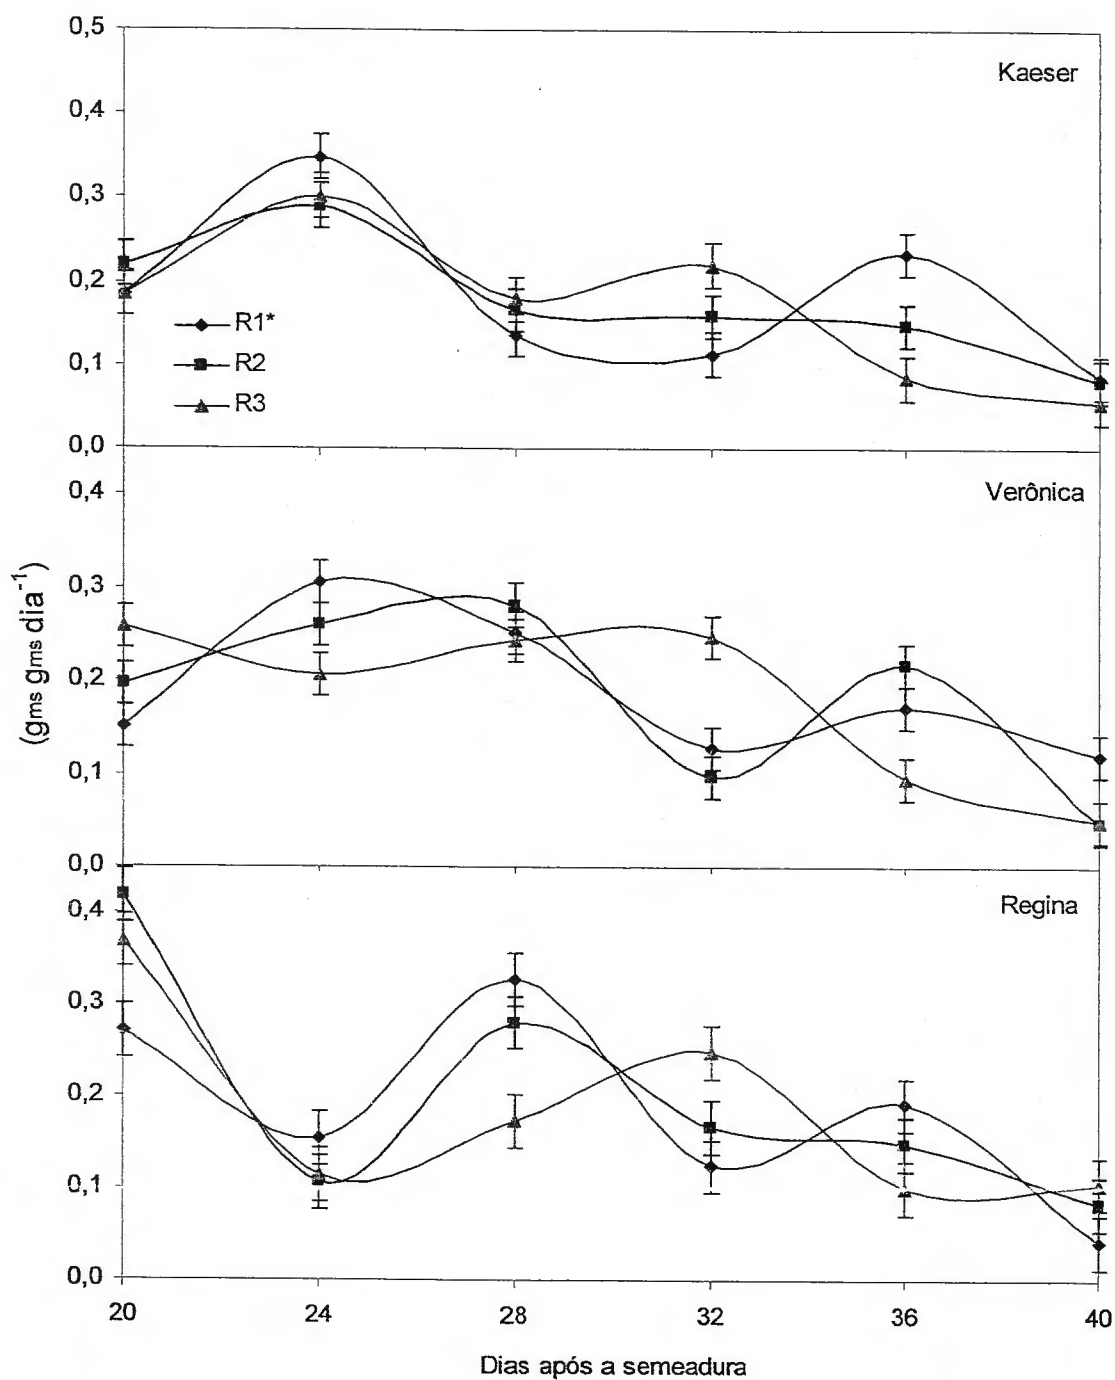 0,5
Kaeser
0,4
0,3
0,2
R1*
R2
0,1
R3
0,0
Verônica
0,4
0,3
0,2
0,1
0,0
Regina
0,4
0,3
0,2
0,1
0,0
(gms gms dia-1)
20 24 28 32 36 40
Dias após a semeadura